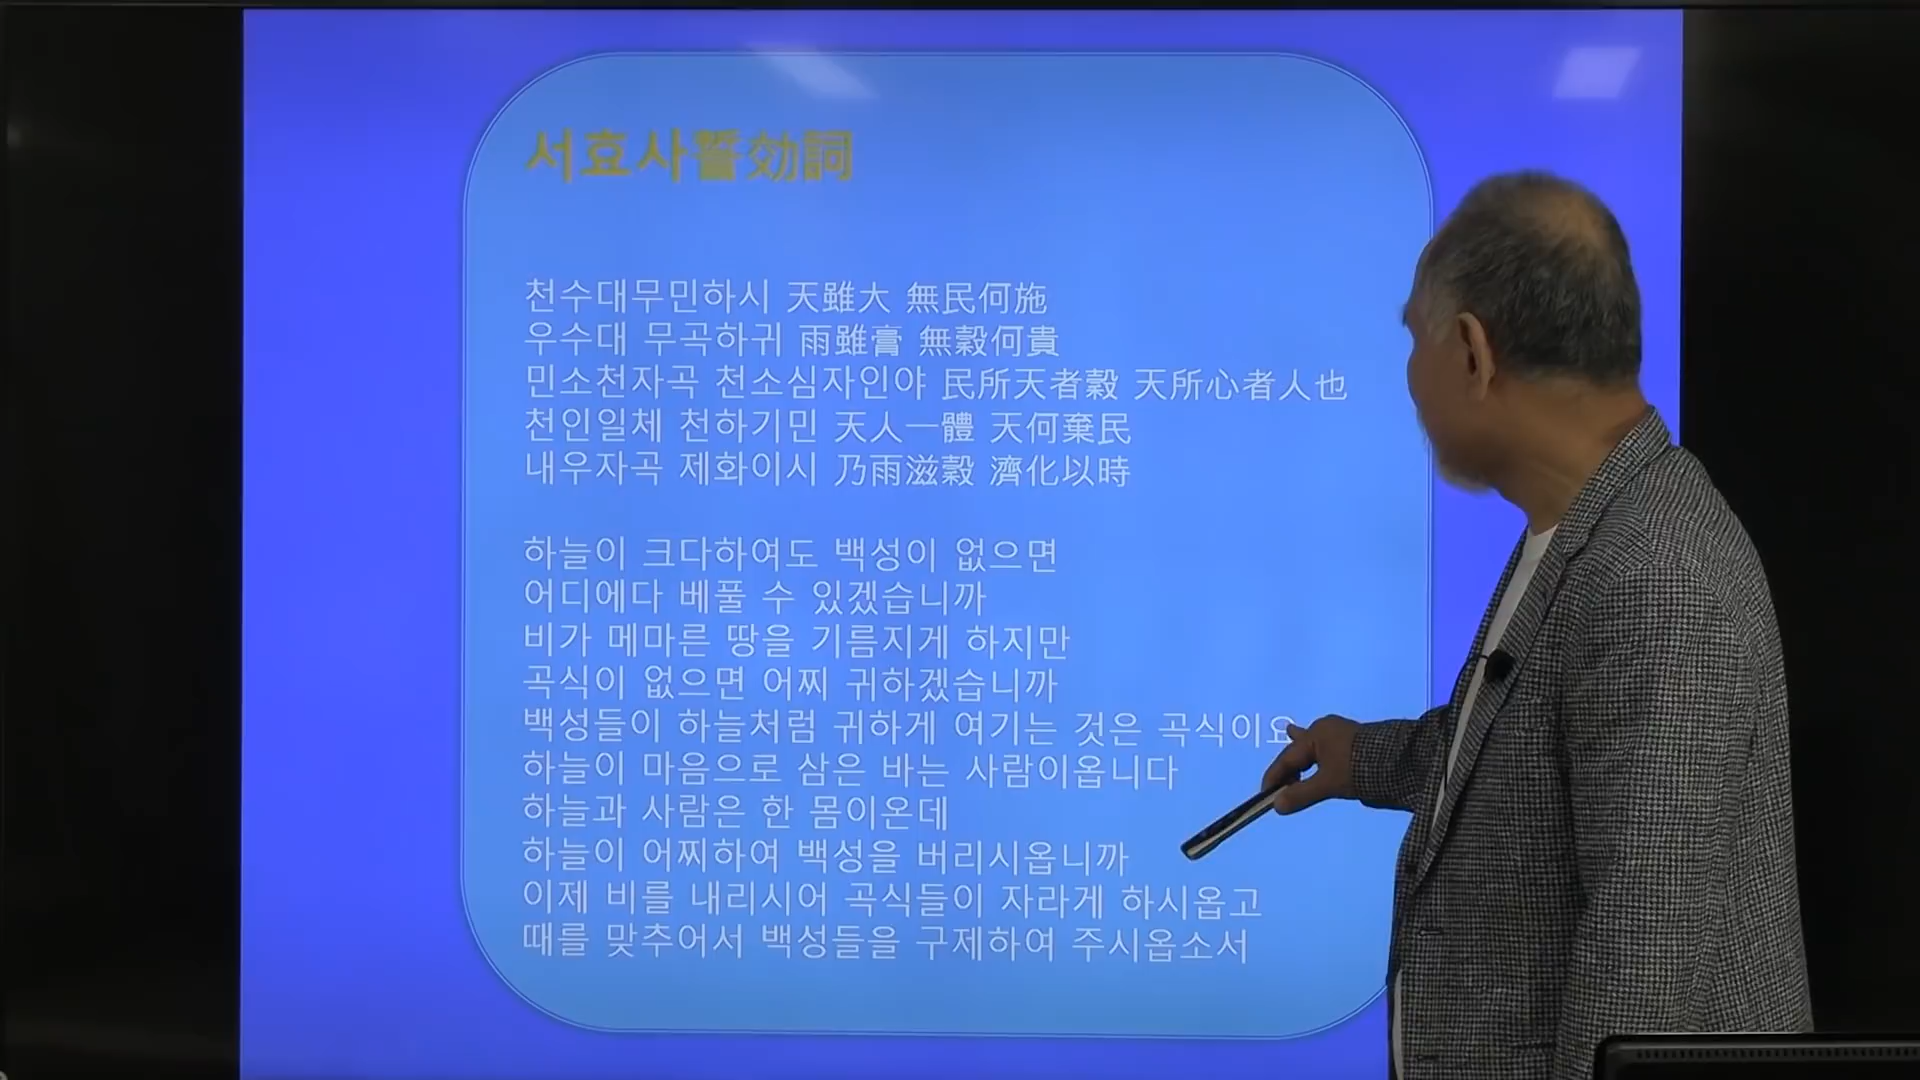 서효사誓効詞
천수대무민하시 天雖大 無民何施
우수대 무곡하귀 雨雖膏 無穀何貴
민소천자곡 천소심자인야 民所天者穀 天所心者人也
천인일체 천하기민 天人一體 天何棄民
내우자곡 제화이시 乃雨滋穀 濟化以時
하늘이 크다하여도 백성이 없으면
어디에다 베풀 수 있겠습니까
비가 메마른 땅을 기름지게 하지만
곡식이 없으면 어찌 귀하겠습니까
백성들이 하늘처럼 귀하게 여기는 것은 곡식이요
하늘이 마음으로 삼은 바는 사람이옵니다
하늘과 사람은 한 몸이온데
하늘이 어찌하여 백성을 버리시옵니까
이제 비를 내리시어 곡식들이 자라게 하시옵고
때를 맞추어서 백성들을 구제하여 주시옵소서